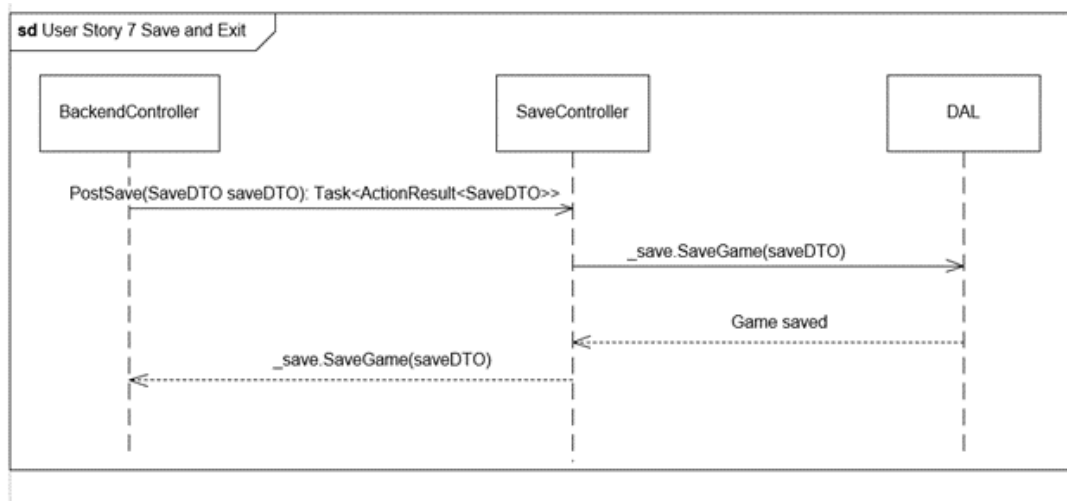 sd User Story 7 Save and Exit
BackendController
SaveController
DAL
PostSave(SaveDTO saveDTO): Task<ActionResult<SaveDTO>>
_save.SaveGame(saveDTO)
Game saved
_save.SaveGame(saveDTO)